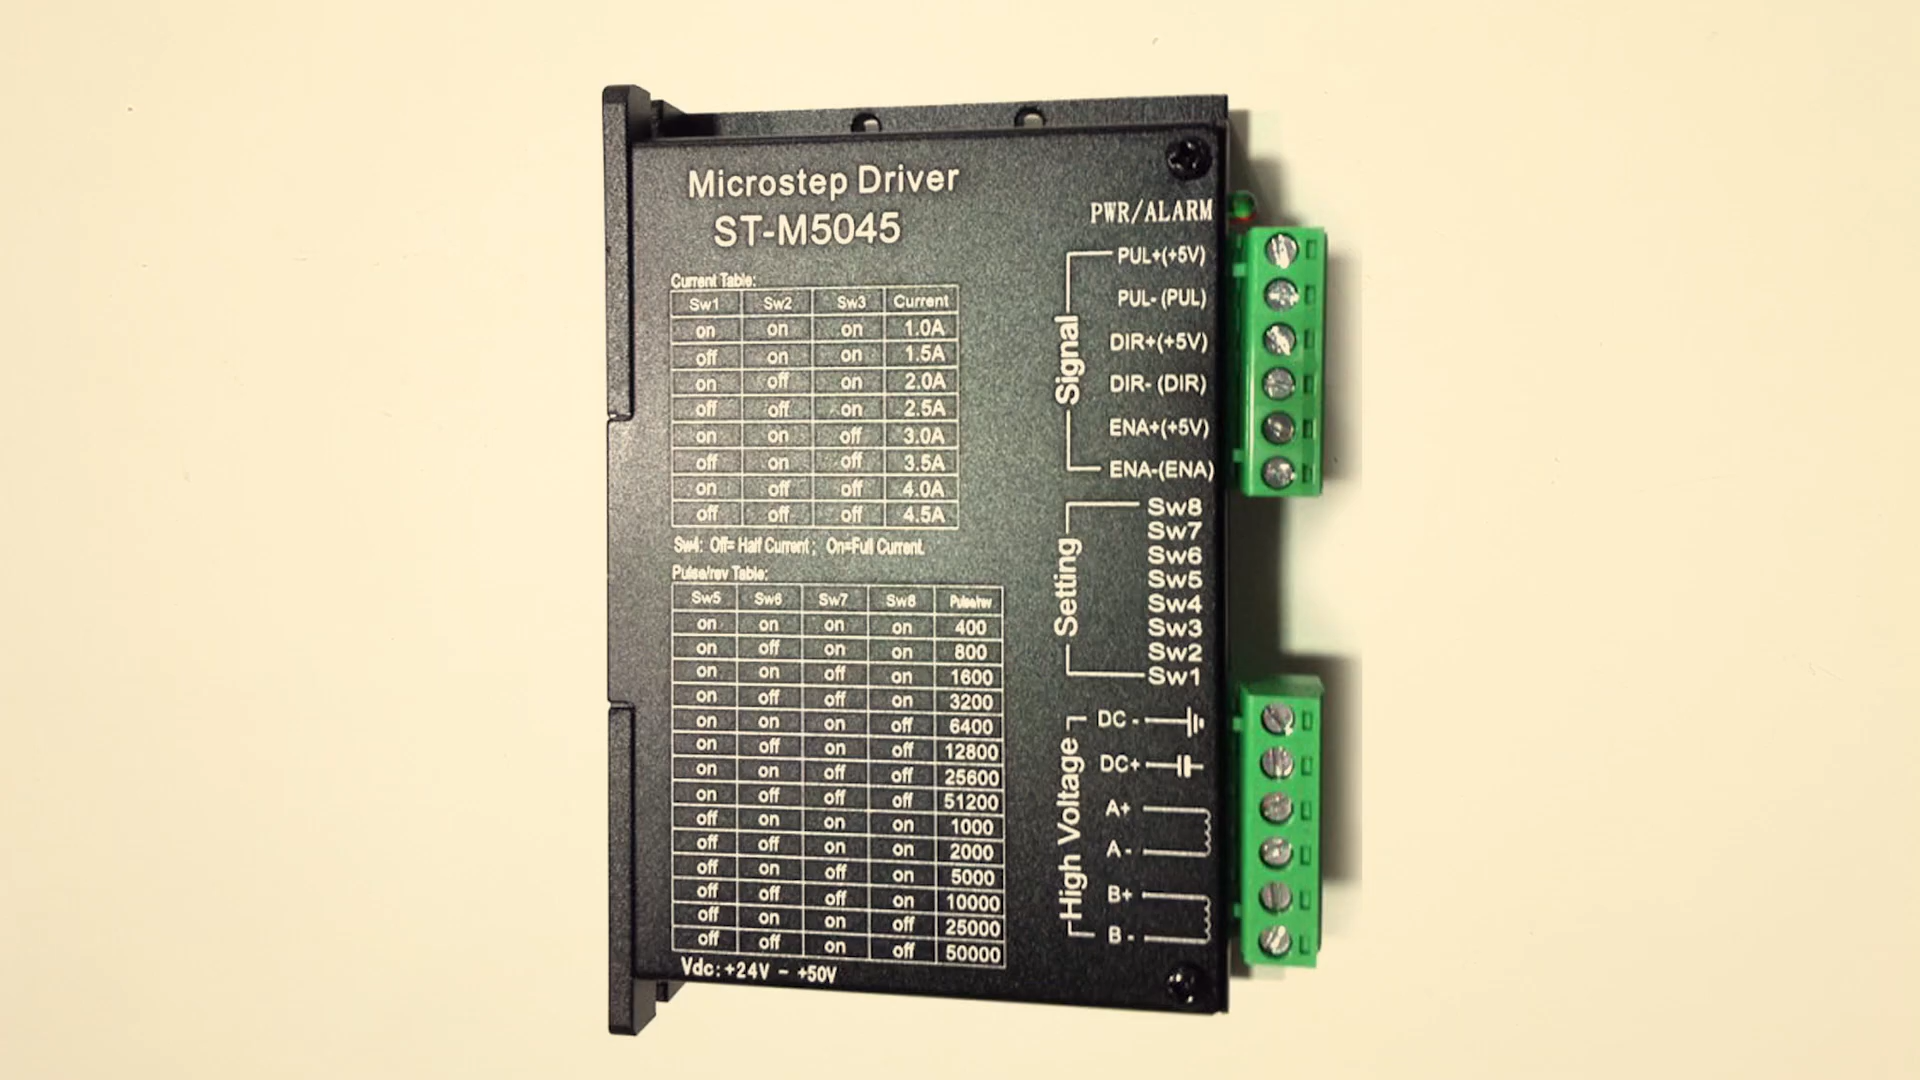 Microstep Driver
ST-M5045
Current Table:
Sw1 Sw2 Sw3 Current
on on on 1.0A
off on on 1.5A
on off on 2.0A
off off on 2.5A
on on off 3.0A
off on off 3.5A
on off off 4.0A
off off off 4.5A
Sw4: Off= Half Current; On=Full Current.
Pulse/rev Table:
Sw5 Sw6 Sw7 Sw8 Pulse/rev
on on on on 400
on off on on 800
on on off on 1600
on off off on 3200
on on on off 6400
on off on off 12800
on on off off 25600
on off off off 51200
off on on on 1000
off off on on 2000
off on off on 5000
off off off on 10000
off on on off 25000
off off on off 50000
Vdc: +24V - +50V
PWR/ALARM
Signal
PUL+(+5V)
PUL- (PUL)
DIR+(+5V)
DIR- (DIR)
ENA+(+5V)
ENA-(ENA)
Setting
Sw8
Sw7
Sw6
Sw5
Sw4
Sw3
Sw2
Sw1
High Voltage
DC -
DC+
A+
A -
B+
B -